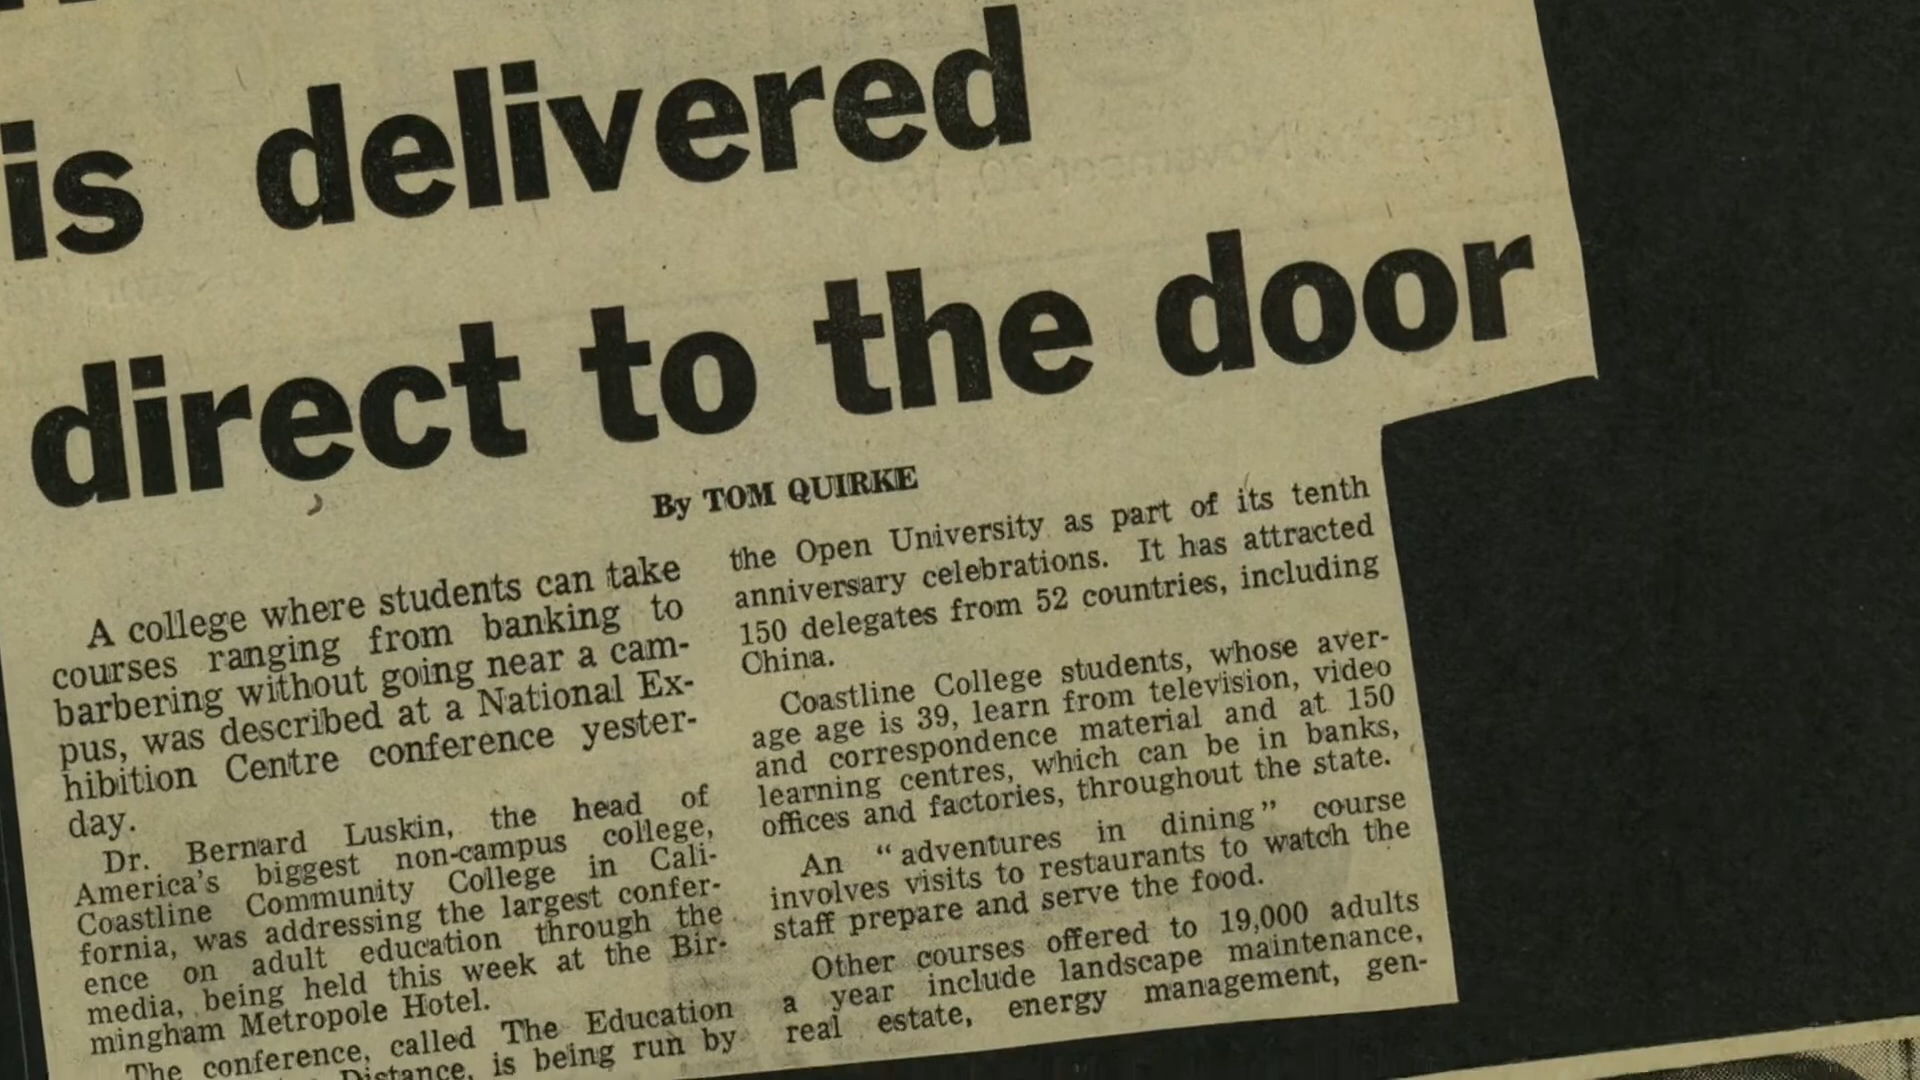 is delivered
direct to the door
By TOM QUIRKE
A college where students can take
courses ranging from banking to
barbering without going near a cam-
pus, was described at a National Ex-
hibition Centre conference yester-
day.
Dr. Bernard Luskin, the head of
America's biggest non-campus college,
Coastline Community College in Cali-
fornia, was addressing the largest confer-
ence on adult education through the
media, being held this week at the Bir-
mingham Metropole Hotel.
The conference, called The Education
Distance, is being run by
the Open University as part of its tenth
anniversary celebrations. It has attracted
150 delegates from 52 countries, including
China.
Coastline College students, whose aver-
age age is 39, learn from television, video
and correspondence material and at 150
learning centres, which can be in banks,
offices and factories, throughout the state.
An “adventures in dining” course
involves visits to restaurants to watch the
staff prepare and serve the food.
Other courses offered to 19,000 adults
a year include landscape maintenance,
real estate, energy management, gen-